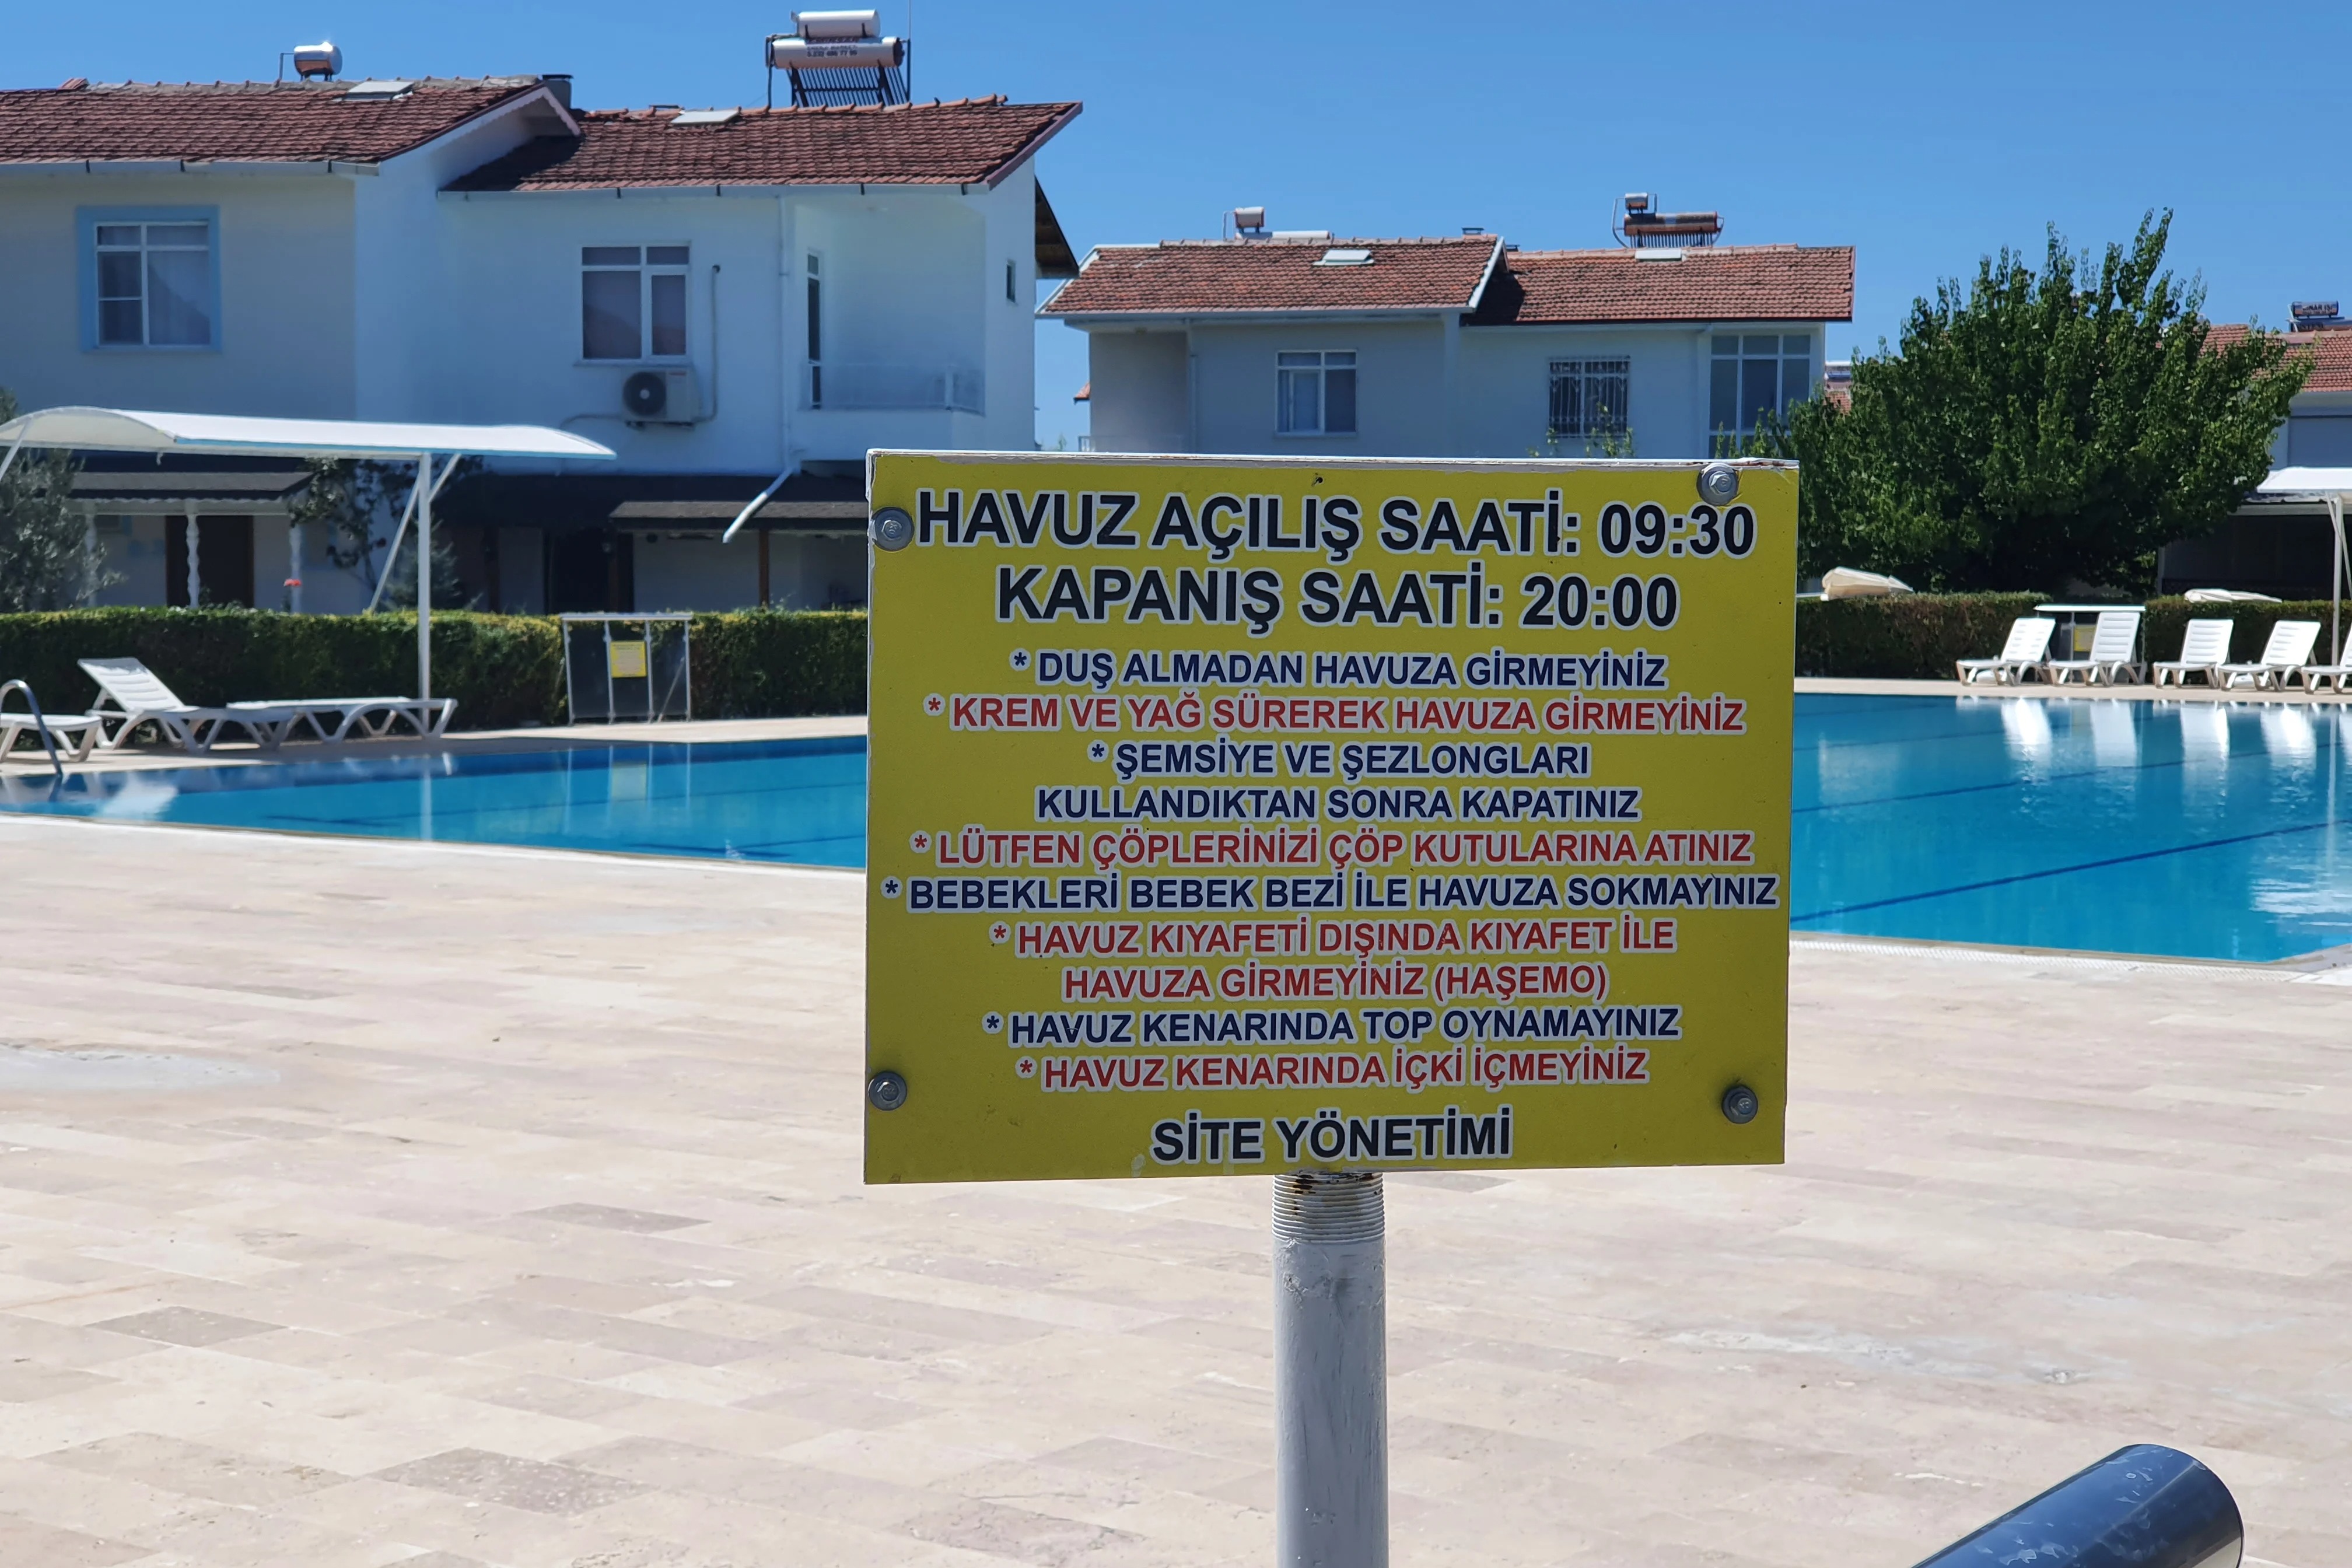 HAVUZ AÇILIŞ SAATİ: 09:30
KAPANIŞ SAATİ: 20:00
* DUŞ ALMADAN HAVUZA GİRMEYİNİZ
* KREM VE YAĞ SÜREREK HAVUZA GİRMEYİNİZ
* ŞEMSİYE VE ŞEZLONGLARI
KULLANDIKTAN SONRA KAPATINIZ
* LÜTFEN ÇÖPLERİNİZİ ÇÖP KUTULARINA ATINIZ
* BEBEKLERİ BEBEK BEZİ İLE HAVUZA SOKMAYINIZ
* HAVUZ KIYAFETİ DIŞINDA KIYAFET İLE
HAVUZA GİRMEYİNİZ (HAŞEMO)
* HAVUZ KENARINDA TOP OYNAMAYINIZ
* HAVUZ KENARINDA İÇKİ İÇMEYİNİZ
SİTE YÖNETİMİ